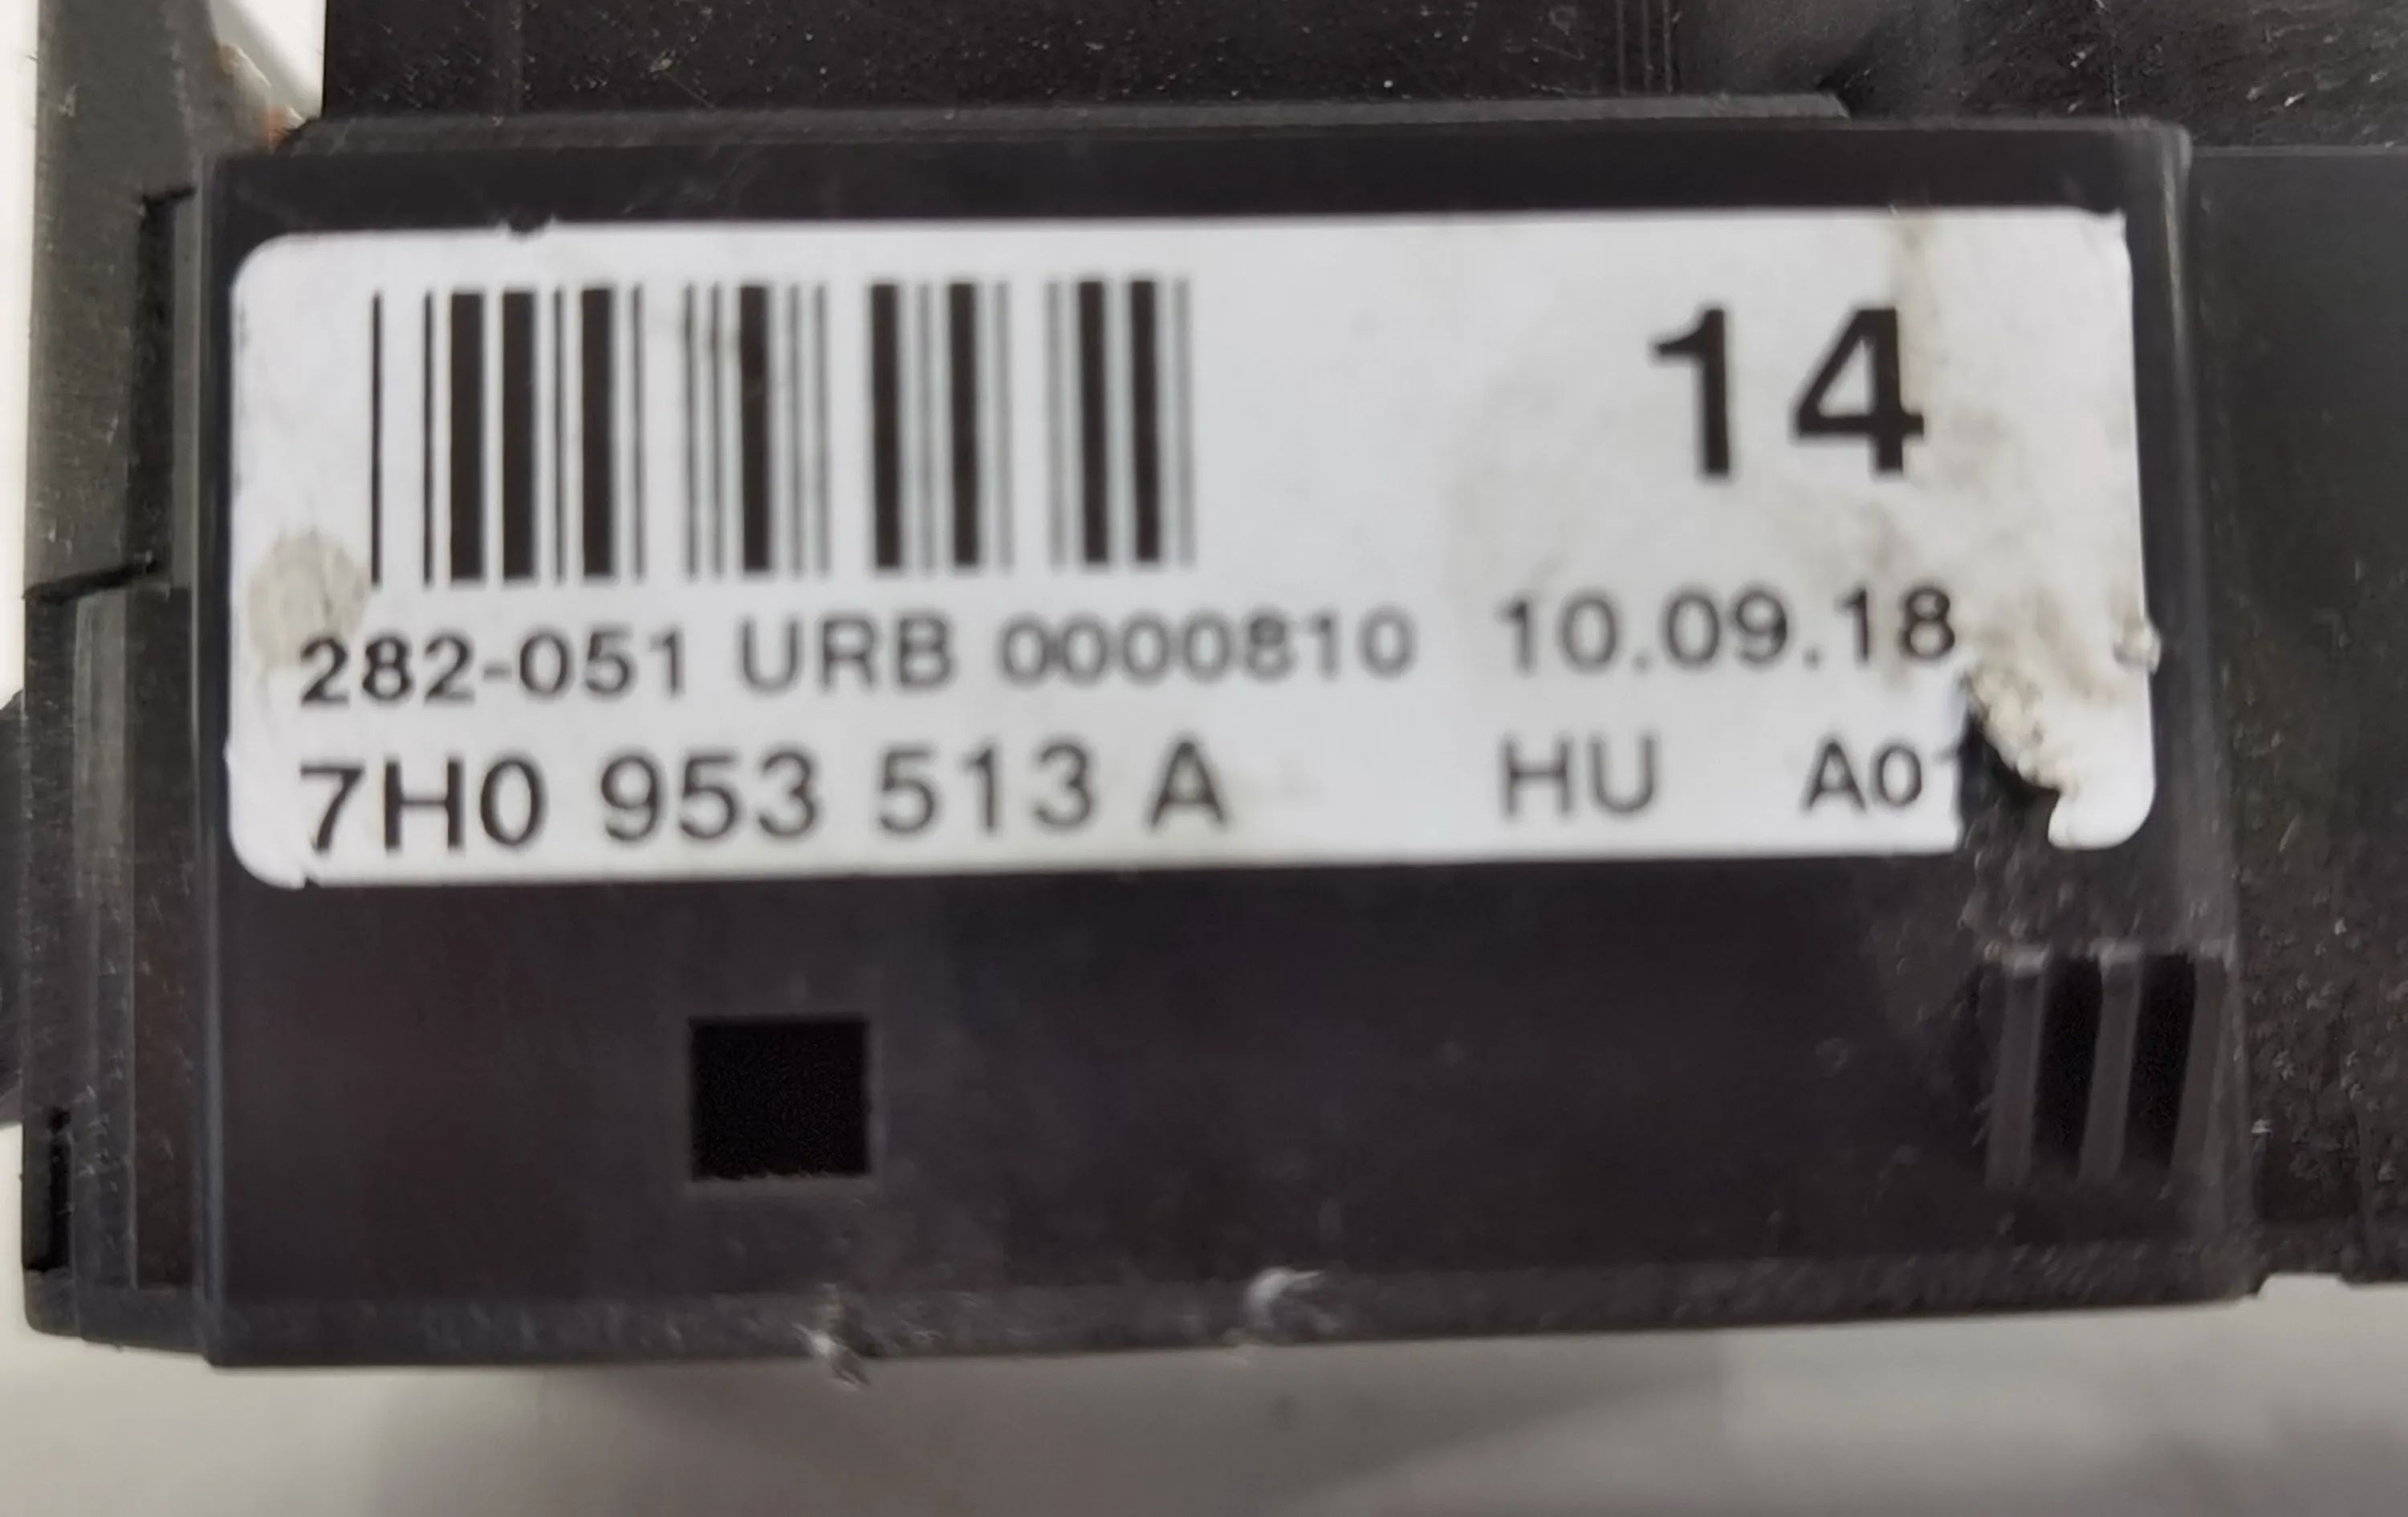 14
282-051 URB 0000810 10.09.18
7H0 953 513 A HU